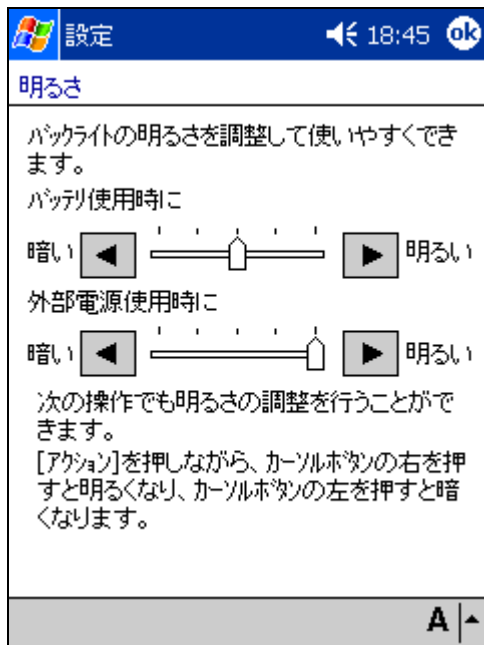 設定 18:45 ok
明るさ
バックライトの明るさを調整して使いやすくでき
ます。
バッテリ使用時に
暗い 明るい
外部電源使用時に
暗い 明るい
次の操作でも明るさの調整を行うことがで
きます。
[アクション]を押しながら、カーソルボタンの右を押
すと明るくなり、カーソルボタンの左を押すと暗
くなります。
A